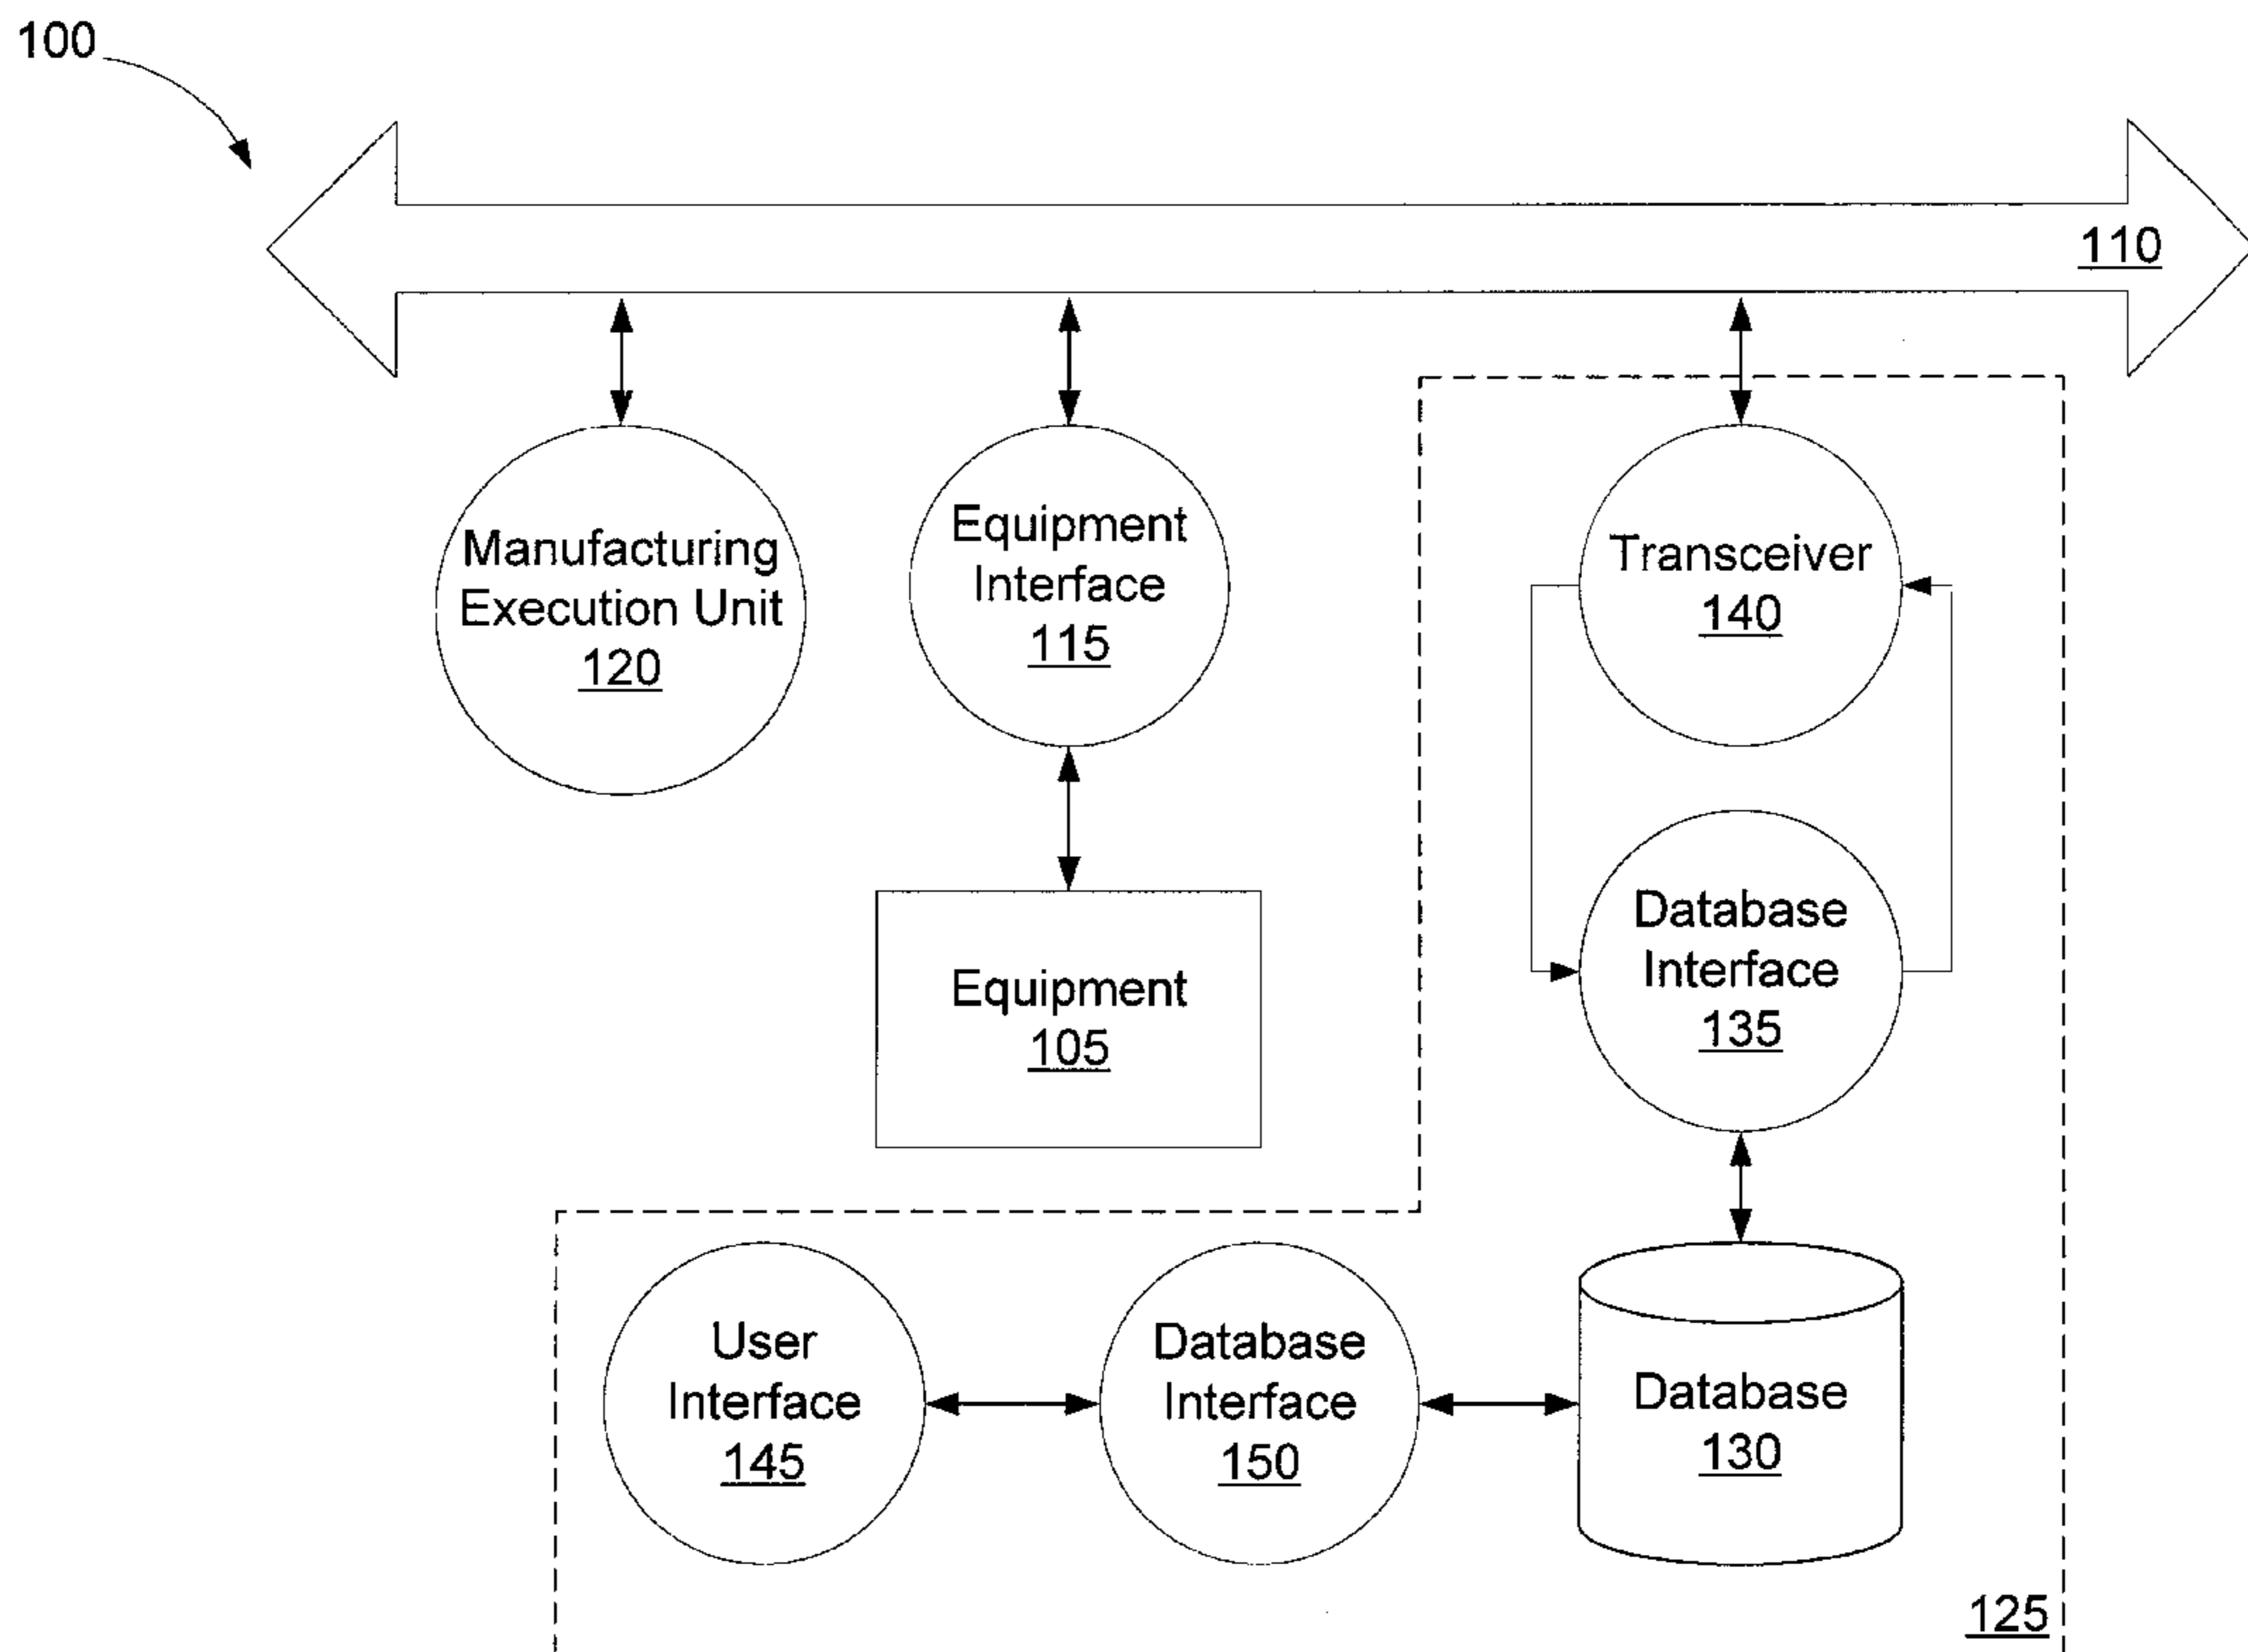 100
110
Manufacturing
Execution Unit
120
Equipment
Interface
115
Transceiver
140
Equipment
105
Database
Interface
135
User
Interface
145
Database
Interface
150
Database
130
125